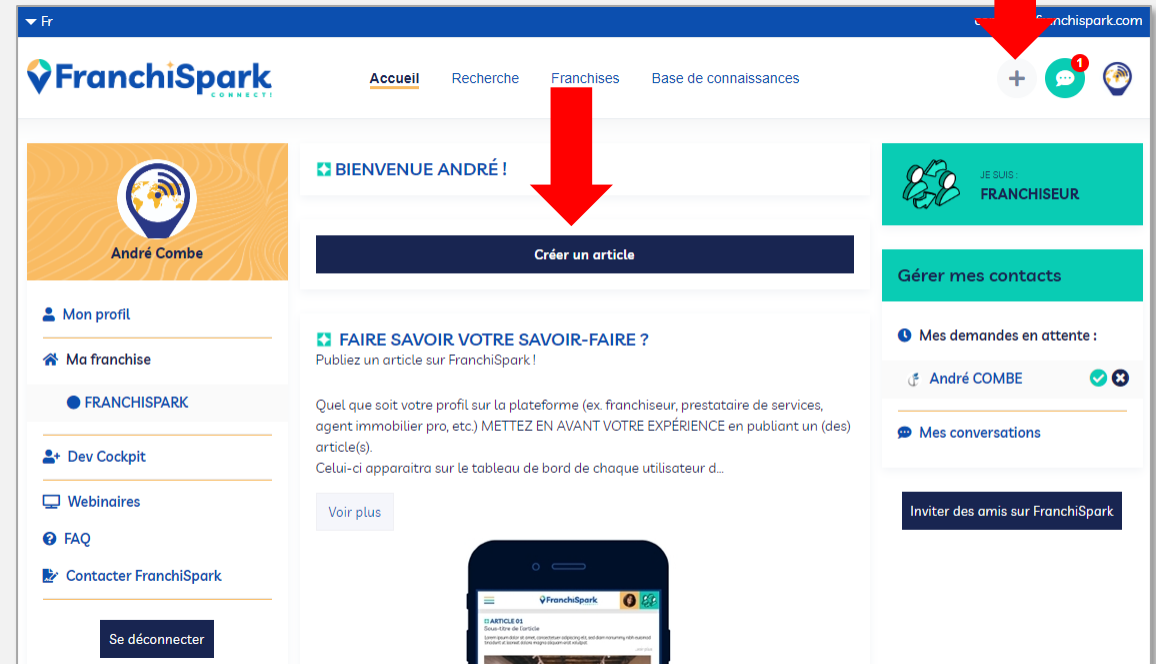 Fr
nchispark.com
FranchiSpark
CONNECT!
Accueil
Recherche
Franchises
Base de connaissances
1
André Combe
Mon profil
Ma franchise
FRANCHISPARK
Dev Cockpit
Webinaires
FAQ
Contacter FranchiSpark
Se déconnecter
BIENVENUE ANDRÉ !
Créer un article
FAIRE SAVOIR VOTRE SAVOIR-FAIRE ?
Publiez un article sur FranchiSpark !
Quel que soit votre profil sur la plateforme (ex. franchiseur, prestataire de services,
agent immobilier pro, etc.) METTEZ EN AVANT VOTRE EXPÉRIENCE en publiant un (des)
article(s).
Celui-ci apparaitra sur le tableau de bord de chaque utilisateur d...
Voir plus
FranchiSpark
ARTICLE 01
Sous-titre de l'article
JE SUIS :
FRANCHISEUR
Gérer mes contacts
Mes demandes en attente :
André COMBE
Mes conversations
Inviter des amis sur FranchiSpark